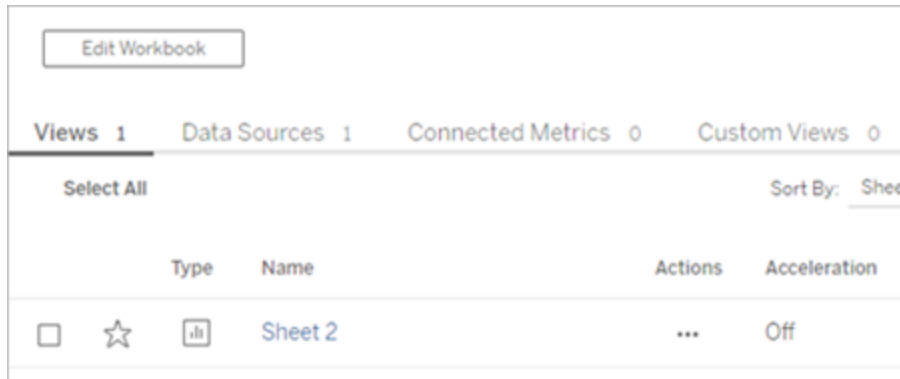 Edit Workbook
Views 1 Data Sources 1 Connected Metrics 0 Custom Views 0
Select All Sort By:
Type Name Actions Acceleration
Sheet 2 ••• Off